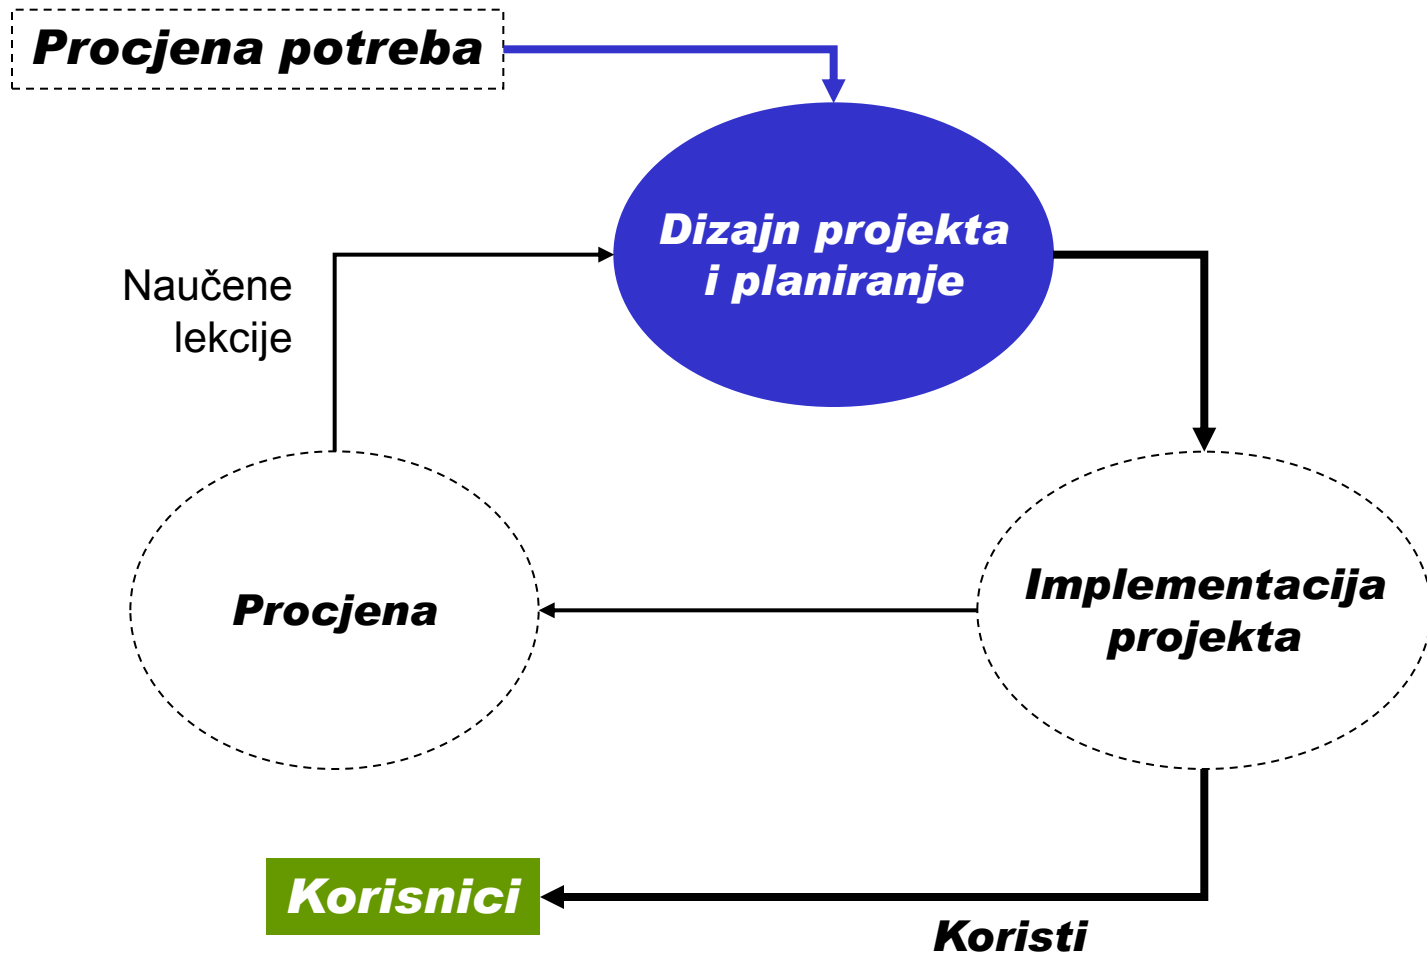 Procjena potreba
Dizajn projekta
i planiranje
Naučene
lekcije
Procjena
Implementacija
projekta
Korisnici
Koristi